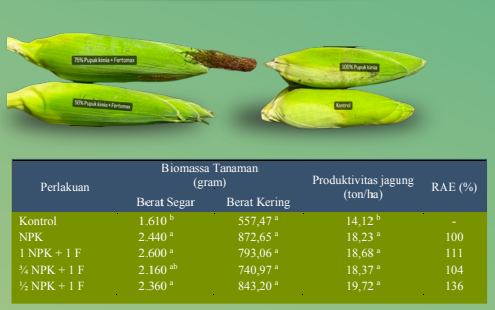 75% Pupuk kimia + Fertomax
100% Pupuk kimia
50% Pupuk kimia + Fertomax
Kontrol
Perlakuan Biomassa Tanaman (gram) Produktivitas jagung (ton/ha) RAE (%)
Berat Segar Berat Kering
Kontrol 1.610 b 557,47 a 14,12 b -
NPK 2.440 a 872,65 a 18,23 a 100
1 NPK + 1 F 2.600 a 793,06 a 18,68 a 111
¾ NPK + 1 F 2.160 ab 740,97 a 18,37 a 104
½ NPK + 1 F 2.360 a 843,20 a 19,72 a 136